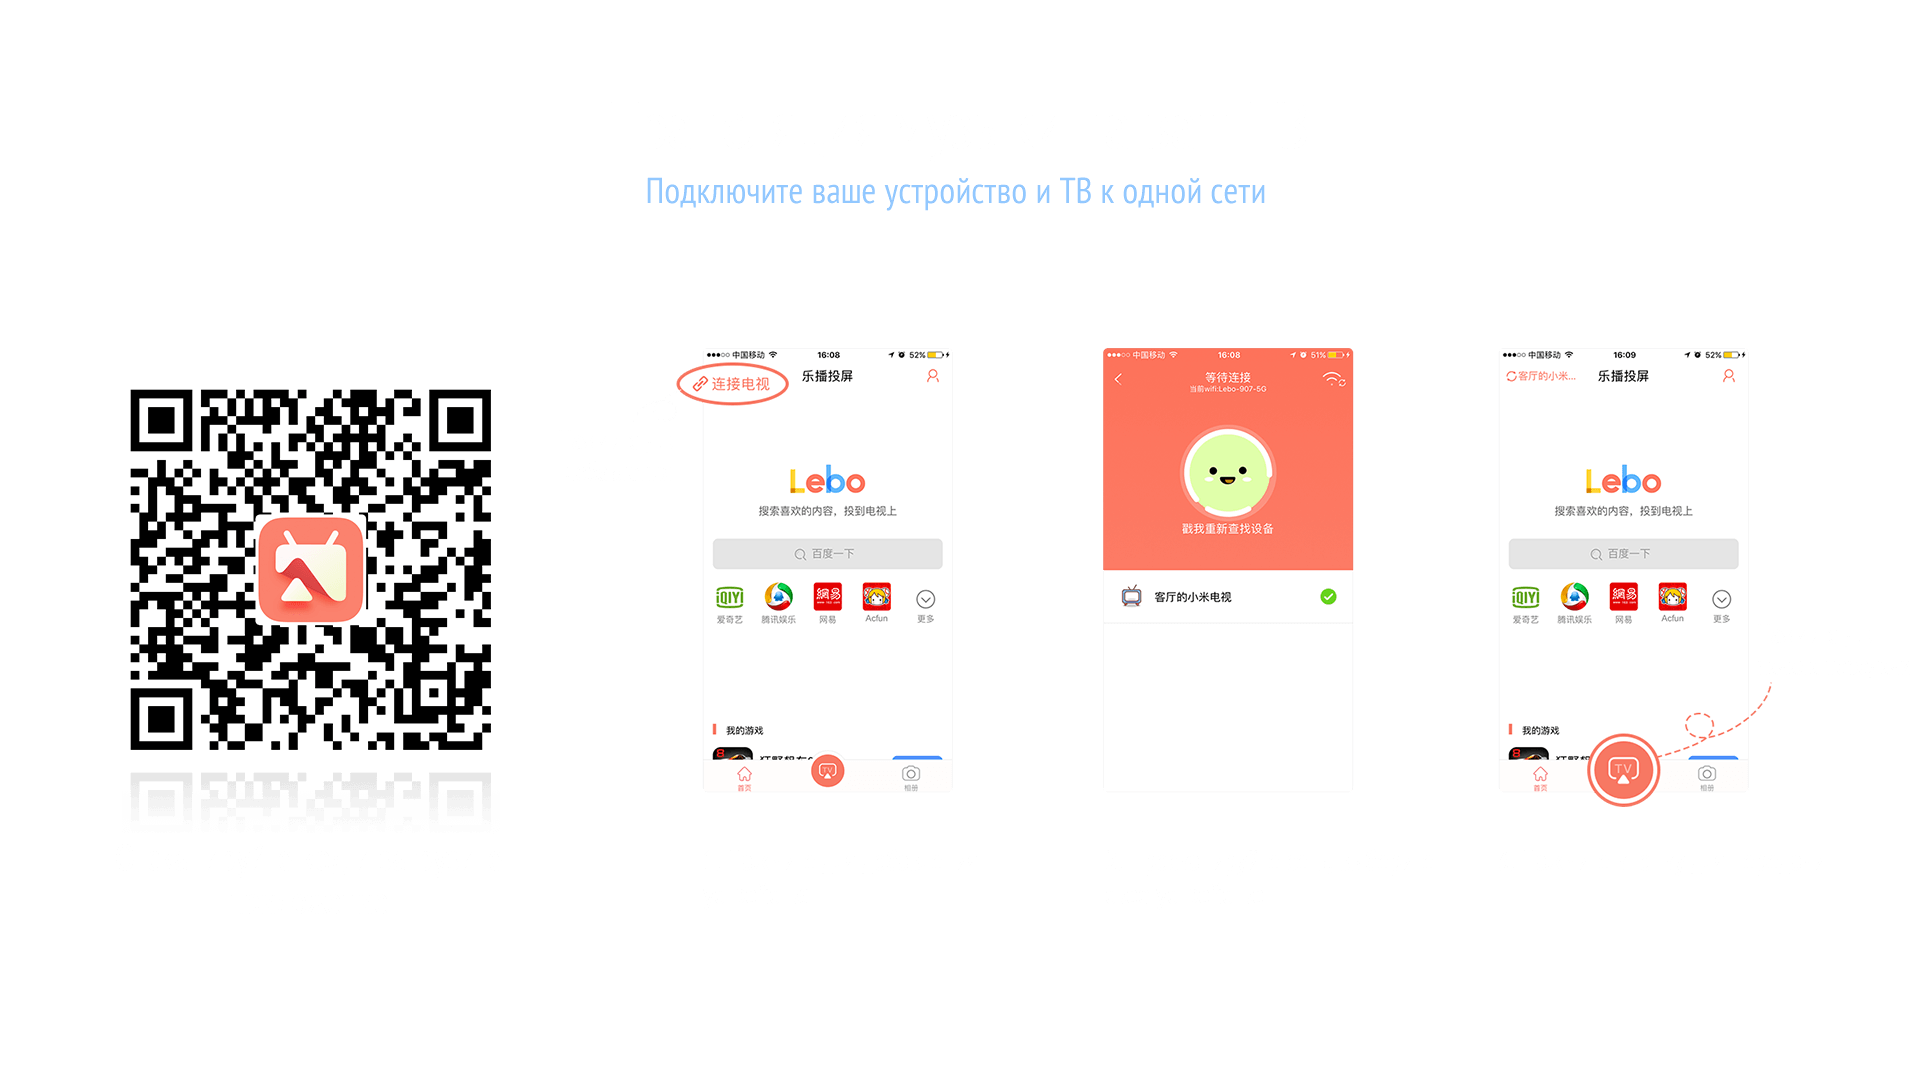 Подключите ваше устройство и ТВ к одной сети
中国移动 16:08 52%
连接电视 乐播投屏
Lebo
搜索喜欢的内容，投到电视上
百度一下
iQIYI 網易
爱奇艺 腾讯娱乐 网易 Acfun 更多
我的游戏
TV
首页 相册
中国移动 16:08 51%
等待连接
当前wifi:Lebo-907-5G
戳我重新查找设备
客厅的小米电视
中国移动 16:09 52%
客厅的小米... 乐播投屏
Lebo
搜索喜欢的内容，投到电视上
百度一下
iQIYI 網易
爱奇艺 腾讯娱乐 网易 Acfun 更多
我的游戏
TV
首页 相册